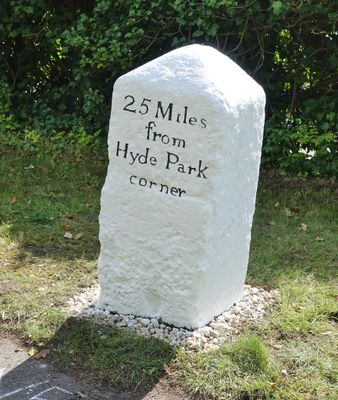 25 Miles
from
Hyde Park
corner